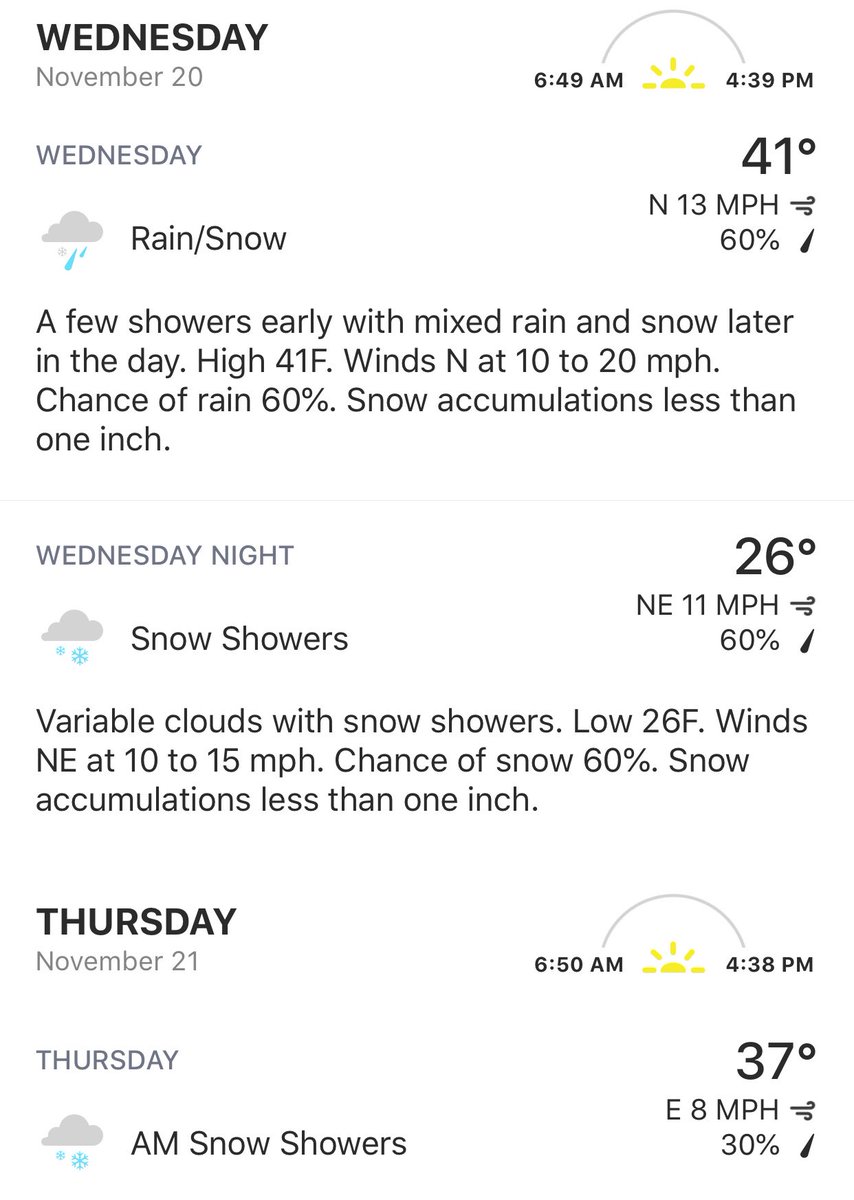 WEDNESDAY
November 20
6:49 AM 4:39 PM
WEDNESDAY
41°
N 13 MPH
Rain/Snow
60%
A few showers early with mixed rain and snow later
in the day. High 41F. Winds N at 10 to 20 mph.
Chance of rain 60%. Snow accumulations less than
one inch.
WEDNESDAY NIGHT
26°
NE 11 MPH
Snow Showers
60%
Variable clouds with snow showers. Low 26F. Winds
NE at 10 to 15 mph. Chance of snow 60%. Snow
accumulations less than one inch.
THURSDAY
November 21
6:50 AM 4:38 PM
THURSDAY
37°
E 8 MPH
AM Snow Showers
30%